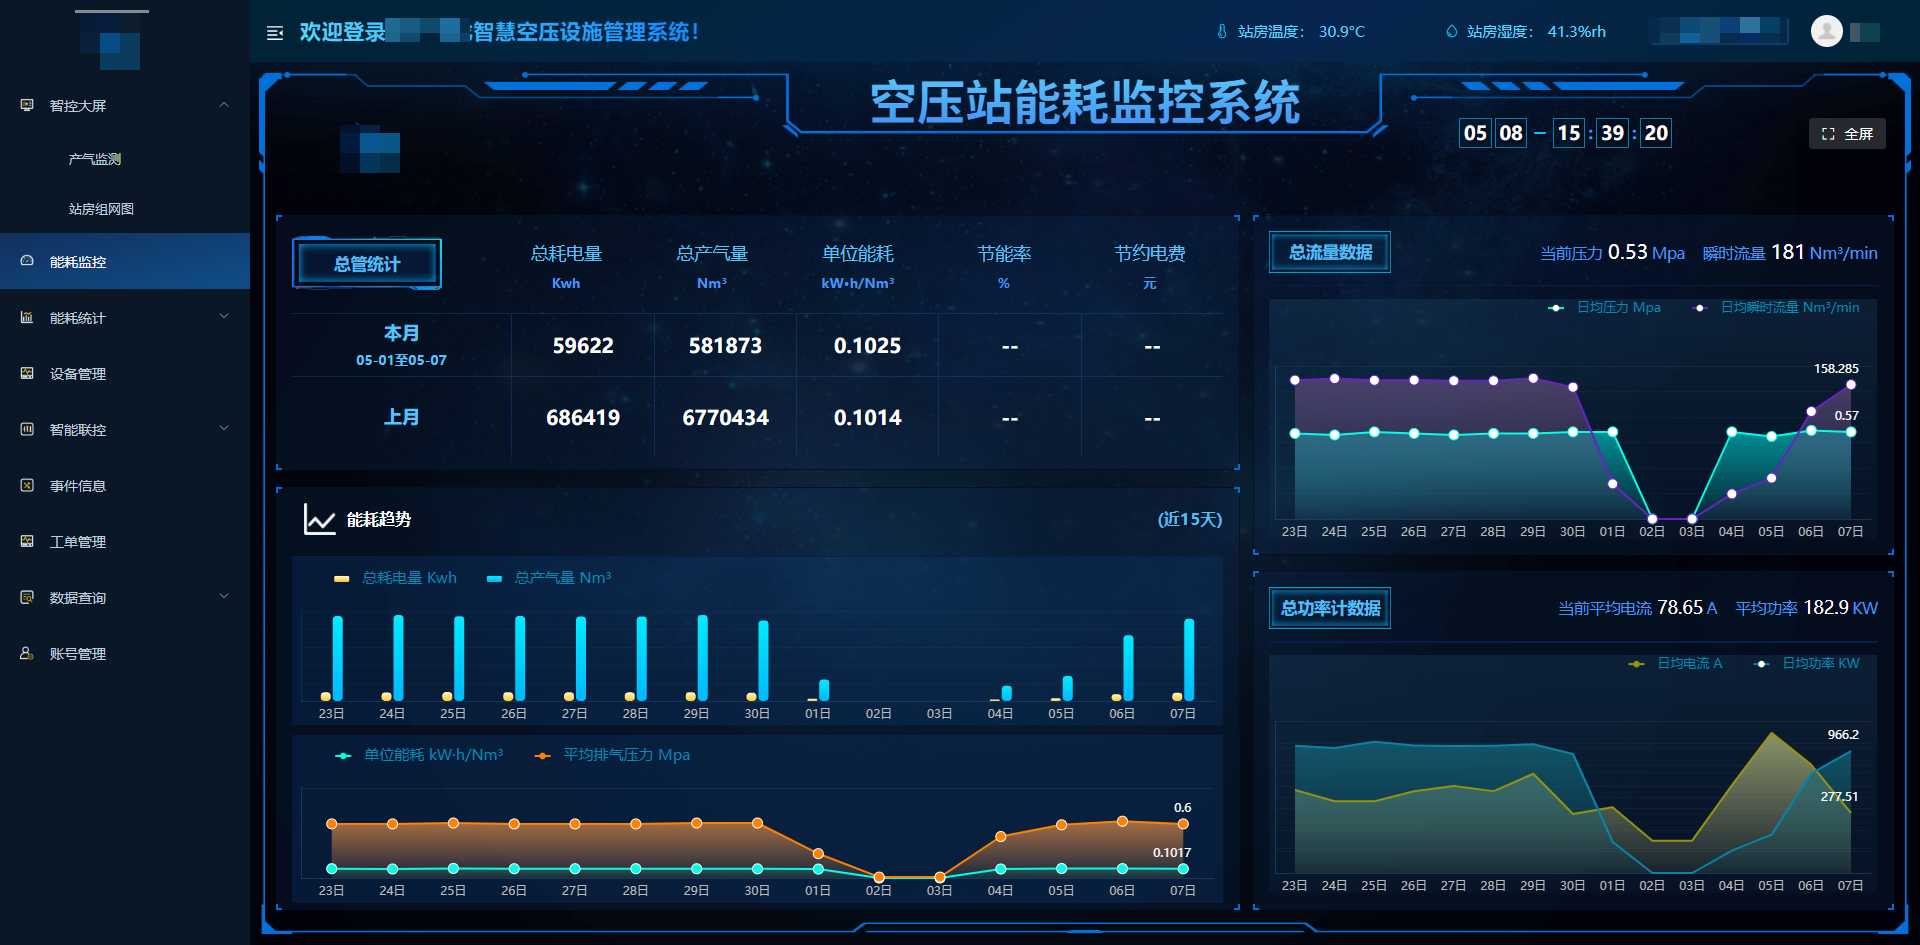 欢迎登录
智慧空压设施管理系统!
站房温度: 30.9°C
站房湿度: 41.3%rh
智控大屏
产气监测
站房组网图
能耗监控
能耗统计
设备管理
智能联控
事件信息
工单管理
数据查询
账号管理
空压站能耗监控系统
05 08 - 15 : 39 : 20
全屏
总管统计
总耗电量 总产气量 单位能耗 节能率 节约电费
Kwh Nm³ kW•h/Nm³ % 元
本月
05-01至05-07
59622 581873 0.1025 -- --
上月 686419 6770434 0.1014 -- --
能耗趋势
(近15天)
总耗电量 Kwh 总产气量 Nm³
23日 24日 25日 26日 27日 28日 29日 30日 01日 02日 03日 04日 05日 06日 07日
单位能耗 kW·h/Nm³ 平均排气压力 Mpa
0.6
0.1017
23日 24日 25日 26日 27日 28日 29日 30日 01日 02日 03日 04日 05日 06日 07日
总流量数据
当前压力 0.53 Mpa 瞬时流量 181 Nm³/min
日均压力 Mpa 日均瞬时流量 Nm³/min
158.285
0.57
23日 24日 25日 26日 27日 28日 29日 30日 01日 02日 03日 04日 05日 06日 07日
总功率计数据
当前平均电流 78.65 A 平均功率 182.9 KW
日均电流 A 日均功率 KW
966.2
277.51
23日 24日 25日 26日 27日 28日 29日 30日 01日 02日 03日 04日 05日 06日 07日